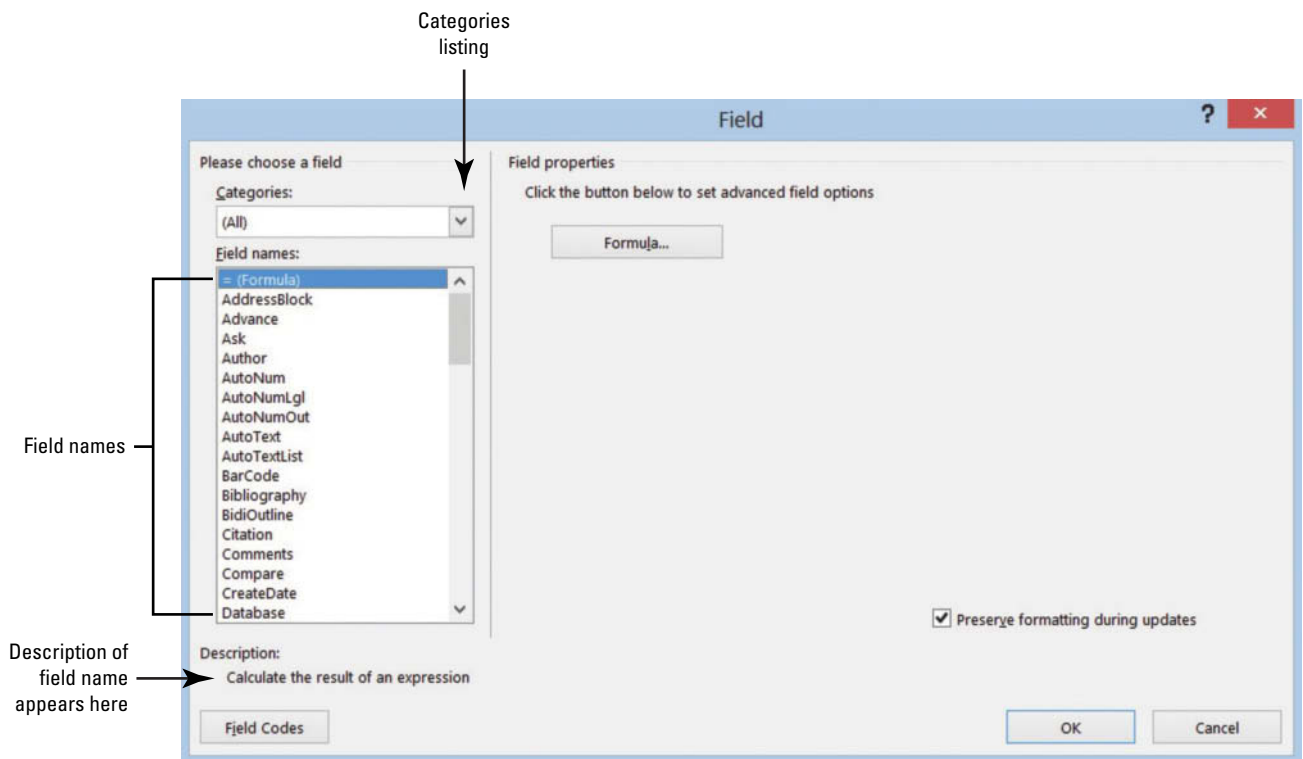 Categories
listing
Field
?
Please choose a field
Categories:
(All)
Field names:
= (Formula)
AddressBlock
Advance
Ask
Author
AutoNum
AutoNumLgl
AutoNumOut
AutoText
AutoTextList
BarCode
Bibliography
BidiOutline
Citation
Comments
Compare
CreateDate
Database
Field properties
Click the button below to set advanced field options
Formula...
Preserve formatting during updates
Field names
Description of
field name
appears here
Description:
Calculate the result of an expression
Field Codes
OK
Cancel